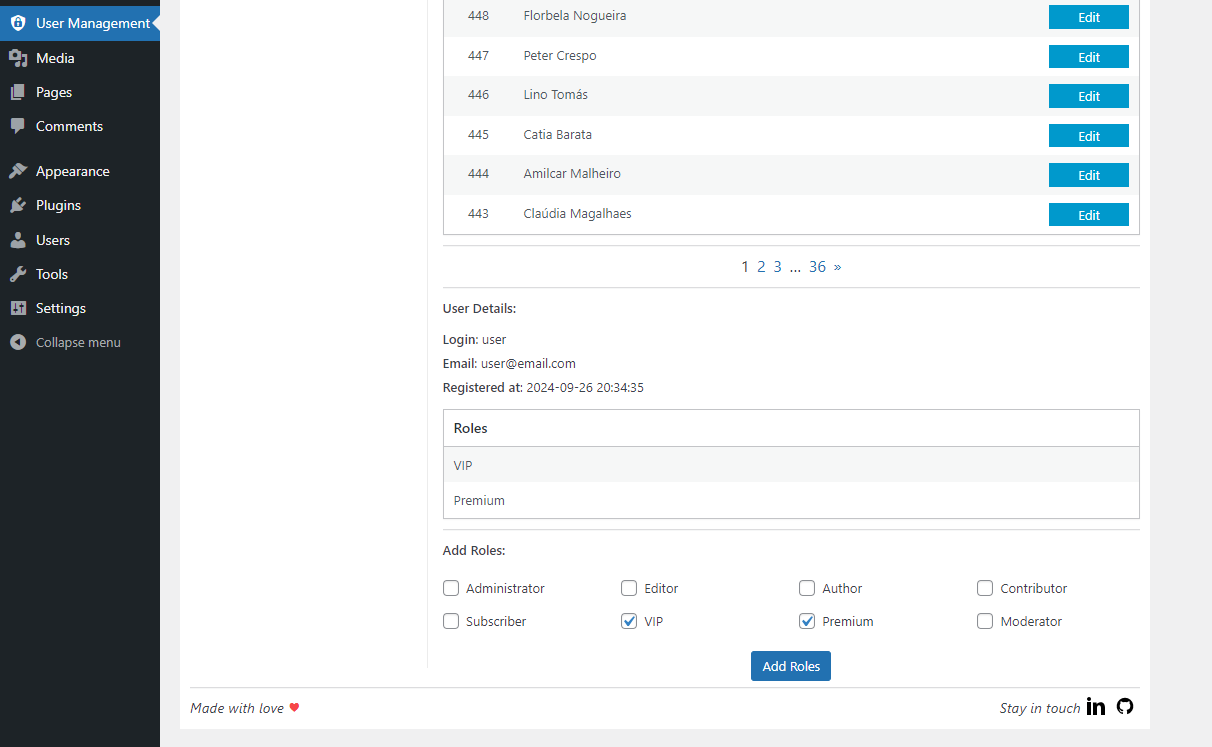 User Management
Media
Pages
Comments
Appearance
Plugins
Users
Tools
Settings
Collapse menu
448 Florbela Nogueira Edit
447 Peter Crespo Edit
446 Lino Tomás Edit
445 Catia Barata Edit
444 Amilcar Malheiro Edit
443 Claúdia Magalhaes Edit
1 2 3 ... 36 »
User Details:
Login: user
Email: user@email.com
Registered at: 2024-09-26 20:34:35
Roles
VIP
Premium
Add Roles:
Administrator Editor Author Contributor
Subscriber VIP Premium Moderator
Add Roles
Made with love Stay in touch in